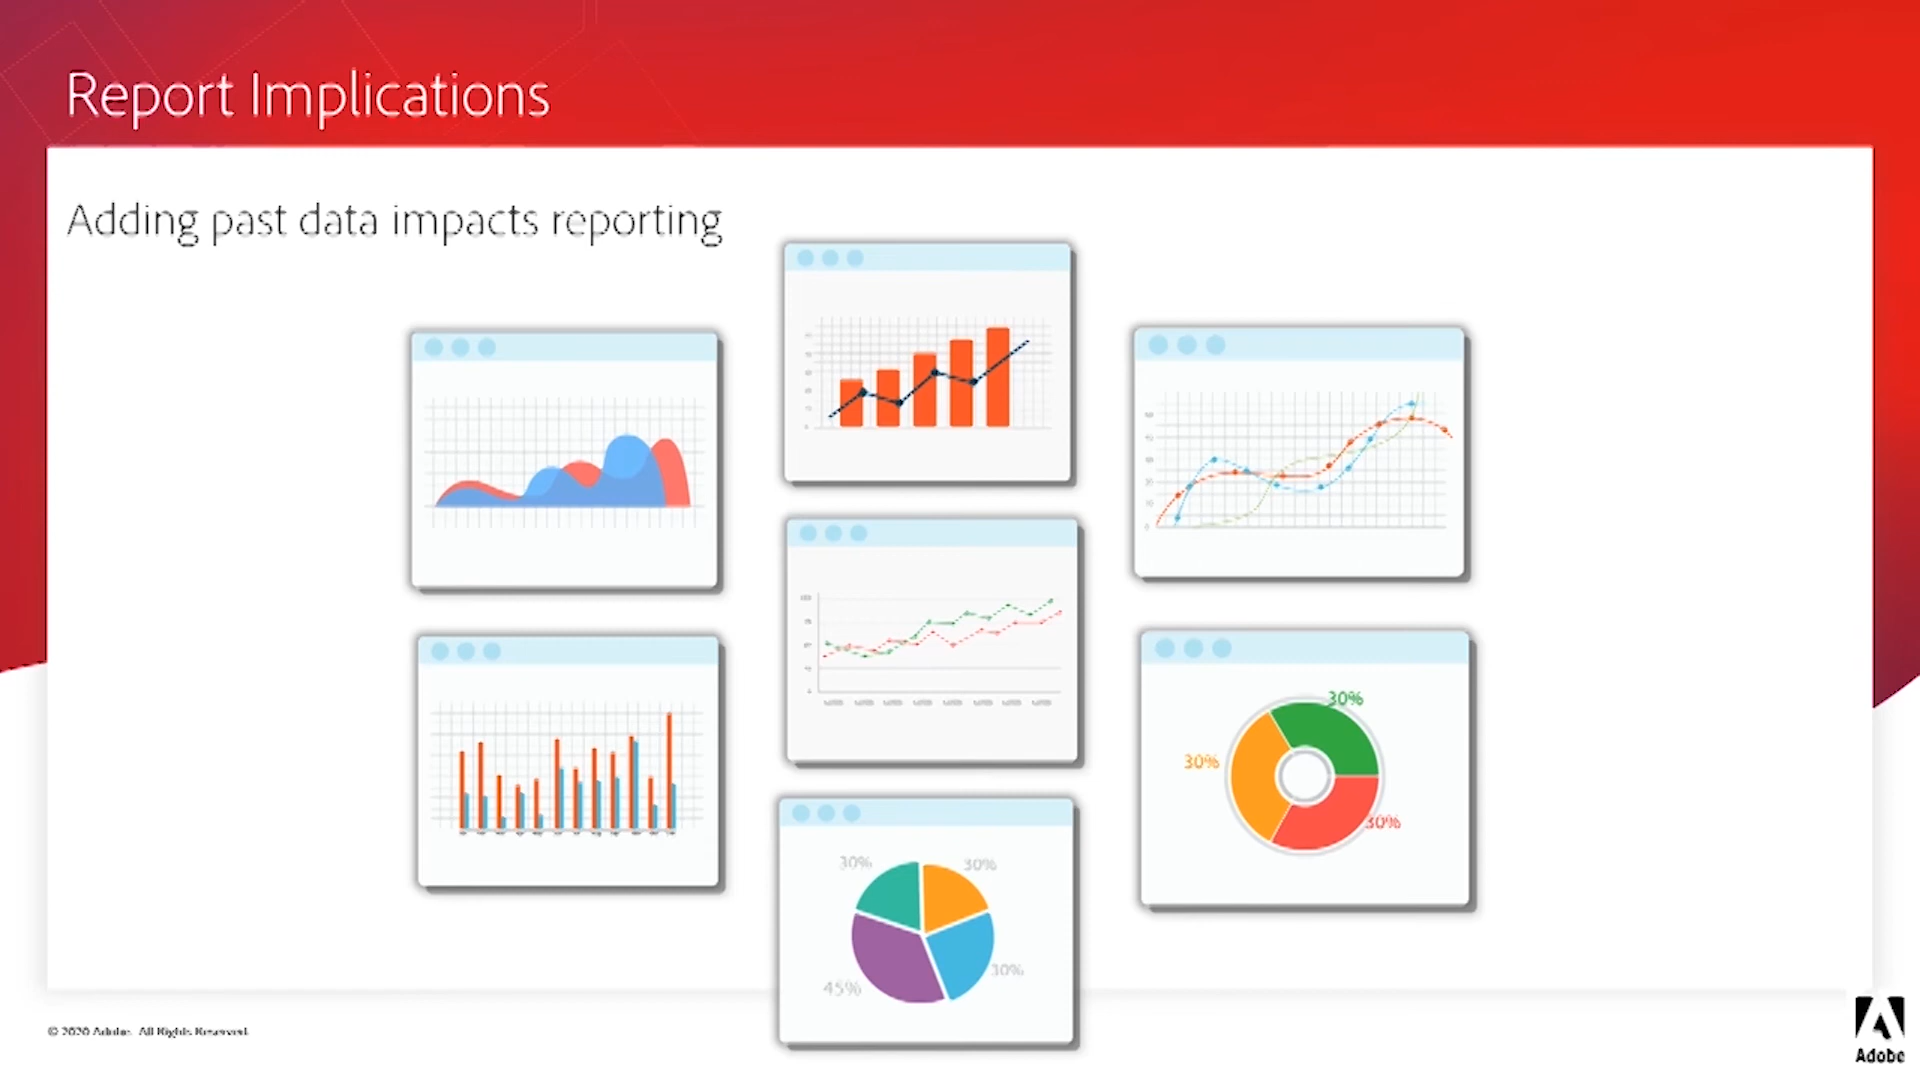 Report Implications
Adding past data impacts reporting
30%
30%
30%
30%
30%
30%
45%
© 2020 Adobe. All Rights Reserved.
Adobe